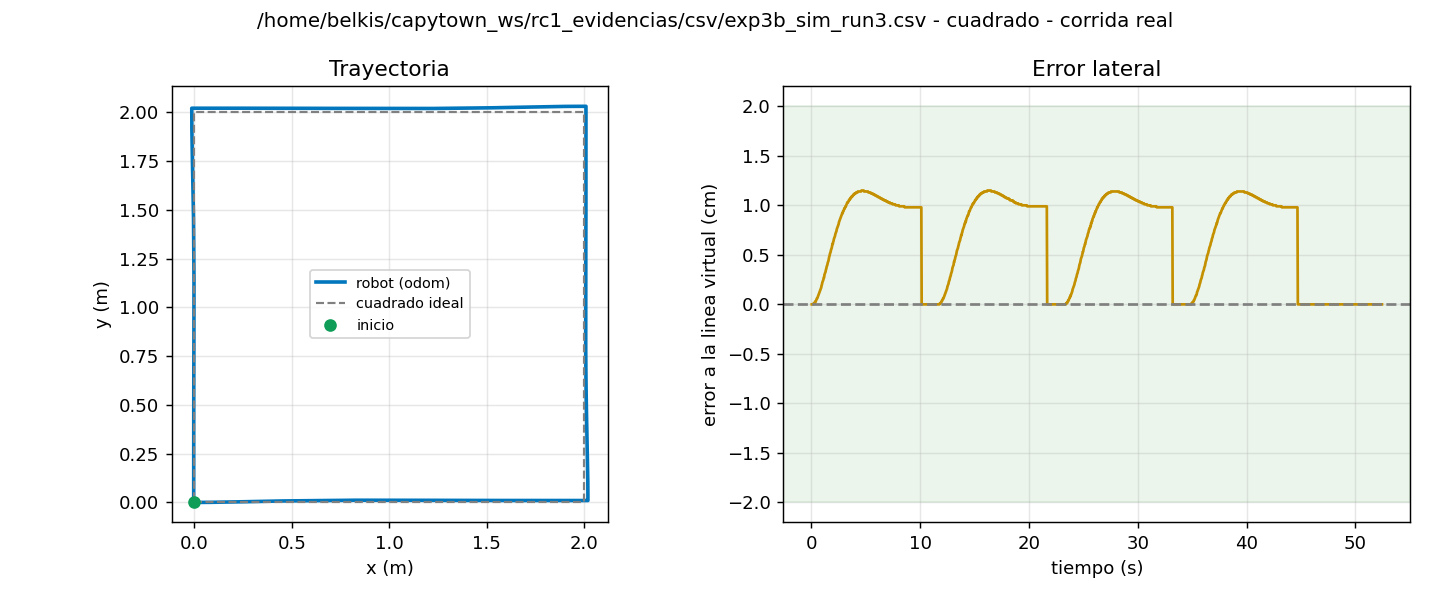 /home/belkis/capytown_ws/rc1_evidencias/csv/exp3b_sim_run3.csv - cuadrado - corrida real
Trayectoria
y (m)
2.00
1.75
1.50
1.25
1.00
0.75
0.50
0.25
0.00
robot (odom)
cuadrado ideal
inicio
0.0 0.5 1.0 1.5 2.0
x (m)
Error lateral
error a la linea virtual (cm)
2.0
1.5
1.0
0.5
0.0
−0.5
−1.0
−1.5
−2.0
0 10 20 30 40 50
tiempo (s)